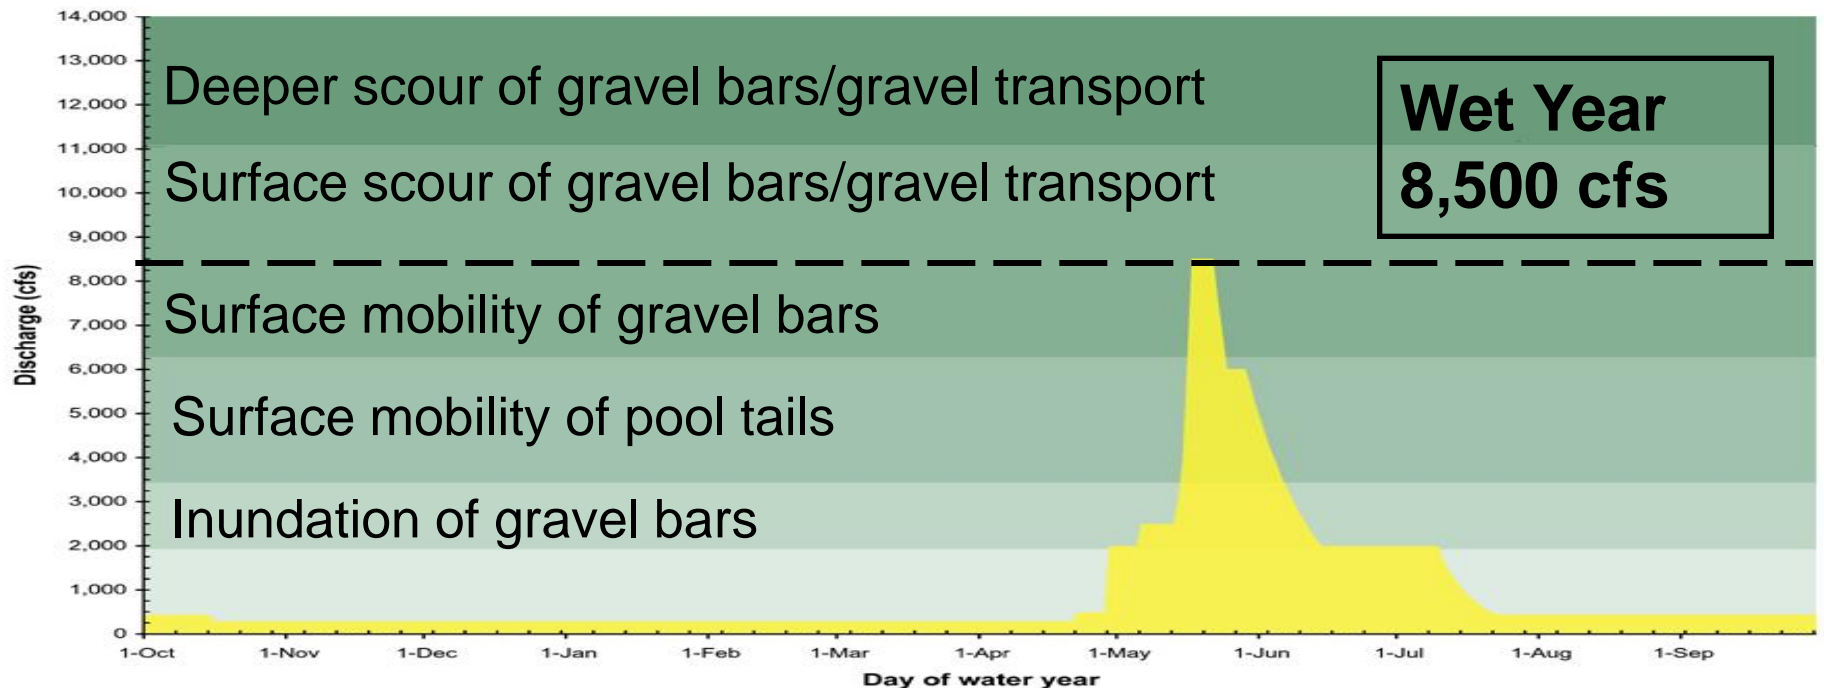 14,000
13,000
12,000
11,000
10,000
9,000
8,000
7,000
6,000
5,000
4,000
3,000
2,000
1,000
0
Discharge (cfs)
Deeper scour of gravel bars/gravel transport
Surface scour of gravel bars/gravel transport
Wet Year
8,500 cfs
Surface mobility of gravel bars
Surface mobility of pool tails
Inundation of gravel bars
1-Oct 1-Nov 1-Dec 1-Jan 1-Feb 1-Mar 1-Apr 1-May 1-Jun 1-Jul 1-Aug 1-Sep
Day of water year